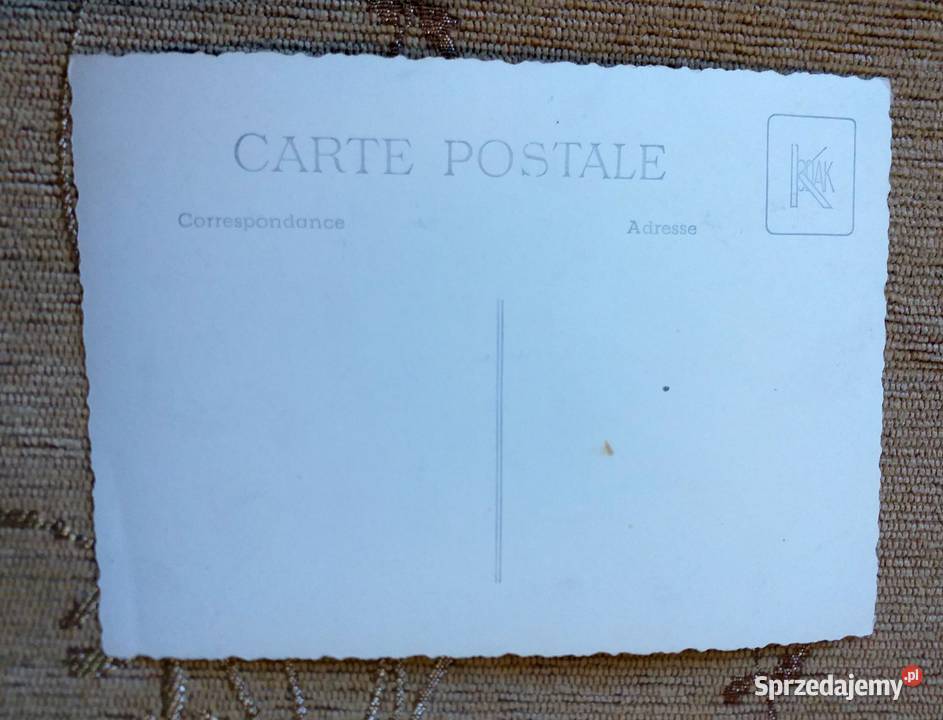 CARTE POSTALE
KODAK
Correspondance
Adresse
Sprzedajemy.pl